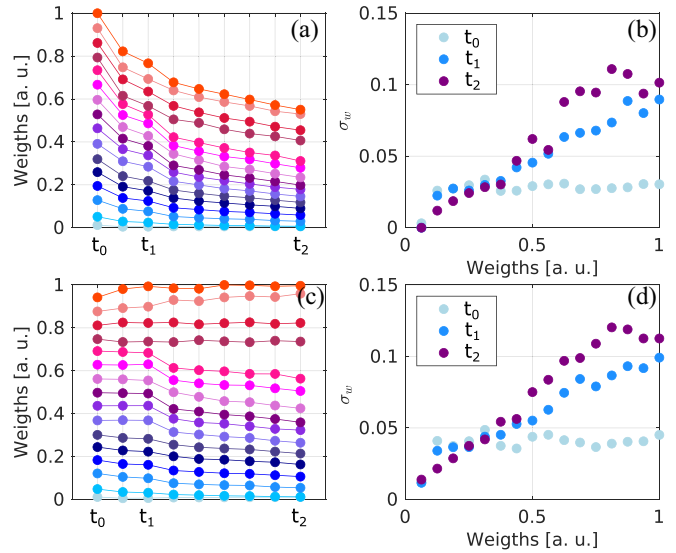 (a)
Weigths [a. u.]
1
0.8
0.6
0.4
0.2
0
t0 t1 t2
(b)
σw
0.15
0.1
0.05
0
t0
t1
t2
0 0.5 1
Weigths [a. u.]
(c)
Weigths [a. u.]
1
0.8
0.6
0.4
0.2
0
t0 t1 t2
(d)
σw
0.15
0.1
0.05
0
t0
t1
t2
0 0.5 1
Weigths [a. u.]